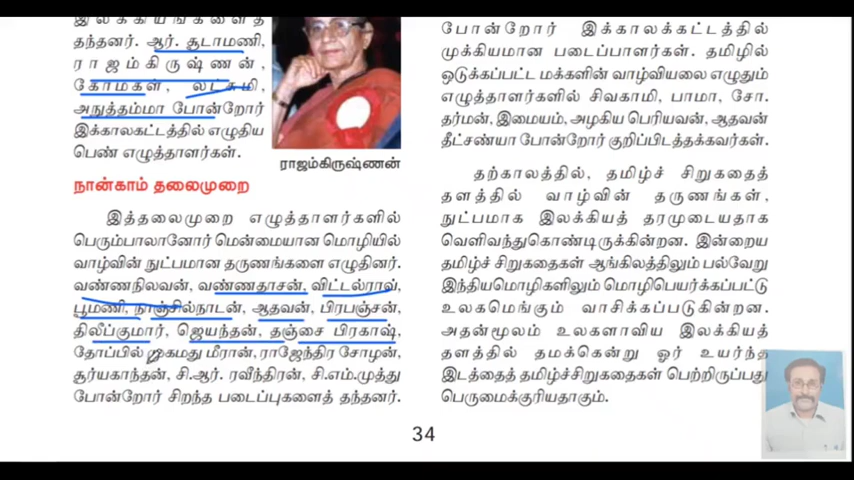 இலக்கியங்களைத்
தந்தனர். ஆர். சூடாமணி,
ராஜம்கிருஷ்ணன்,
கோமகள், லட்சுமி,
அநுத்தம்மா போன்றோர்
இக்காலகட்டத்தில் எழுதிய
பெண் எழுத்தாளர்கள்.
ராஜம்கிருஷ்ணன்
நான்காம் தலைமுறை
இத்தலைமுறை எழுத்தாளர்களில்
பெரும்பாலானோர் மென்மையான மொழியில்
வாழ்வின் நுட்பமான தருணங்களை எழுதினர்.
வண்ணநிலவன், வண்ணதாசன், விட்டல்ராவ்,
பூமணி, நாஞ்சில்நாடன், ஆதவன், பிரபஞ்சன்,
திலீப்குமார், ஜெயந்தன், தஞ்சை பிரகாஷ்,
தோப்பில் முகமது மீரான், ராஜேந்திர சோழன்,
சூர்யகாந்தன், சி.ஆர். ரவீந்திரன், சி.எம்.முத்து
போன்றோர் சிறந்த படைப்புகளைத் தந்தனர்.
போன்றோர் இக்காலக்கட்டத்தில்
முக்கியமான படைப்பாளர்கள். தமிழில்
ஒடுக்கப்பட்ட மக்களின் வாழ்வியலை எழுதும்
எழுத்தாளர்களில் சிவகாமி, பாமா, சோ.
தர்மன், இமையம், அழகிய பெரியவன், ஆதவன்
தீட்சண்யா போன்றோர் குறிப்பிடத்தக்கவர்கள்.
தற்காலத்தில், தமிழ்ச் சிறுகதைத்
தளத்தில் வாழ்வின் தருணங்கள்,
நுட்பமாக இலக்கியத் தரமுடையதாக
வெளிவந்துகொண்டிருக்கின்றன. இன்றைய
தமிழ்ச் சிறுகதைகள் ஆங்கிலத்திலும் பல்வேறு
இந்தியமொழிகளிலும் மொழிபெயர்க்கப்பட்டு
உலகமெங்கும் வாசிக்கப்படுகின்றன.
அதன்மூலம் உலகளாவிய இலக்கியத்
தளத்தில் தமக்கென்று ஓர் உயர்ந்த
இடத்தைத் தமிழ்ச்சிறுகதைகள் பெற்றிருப்பது
பெருமைக்குரியதாகும்.
34